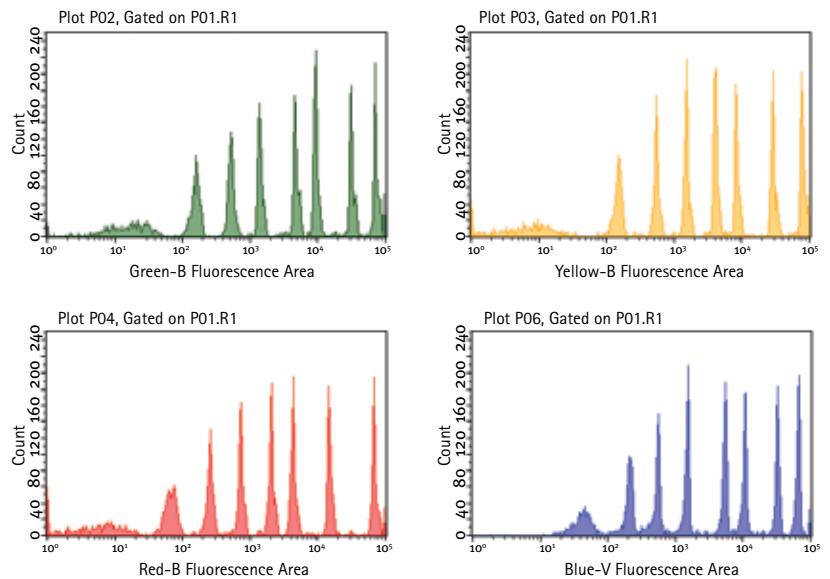 Plot P02, Gated on P01.R1
Count
240
200
160
120
80
40
0
10⁰ 10¹ 10² 10³ 10⁴ 10⁵
Green-B Fluorescence Area
Plot P03, Gated on P01.R1
Count
240
200
160
120
80
40
0
10⁰ 10¹ 10² 10³ 10⁴ 10⁵
Yellow-B Fluorescence Area
Plot P04, Gated on P01.R1
Count
240
200
160
120
80
40
0
10⁰ 10¹ 10² 10³ 10⁴ 10⁵
Red-B Fluorescence Area
Plot P06, Gated on P01.R1
Count
240
200
160
120
80
40
0
10⁰ 10⁰ 10² 10³ 10⁴ 10⁵
Blue-V Fluorescence Area